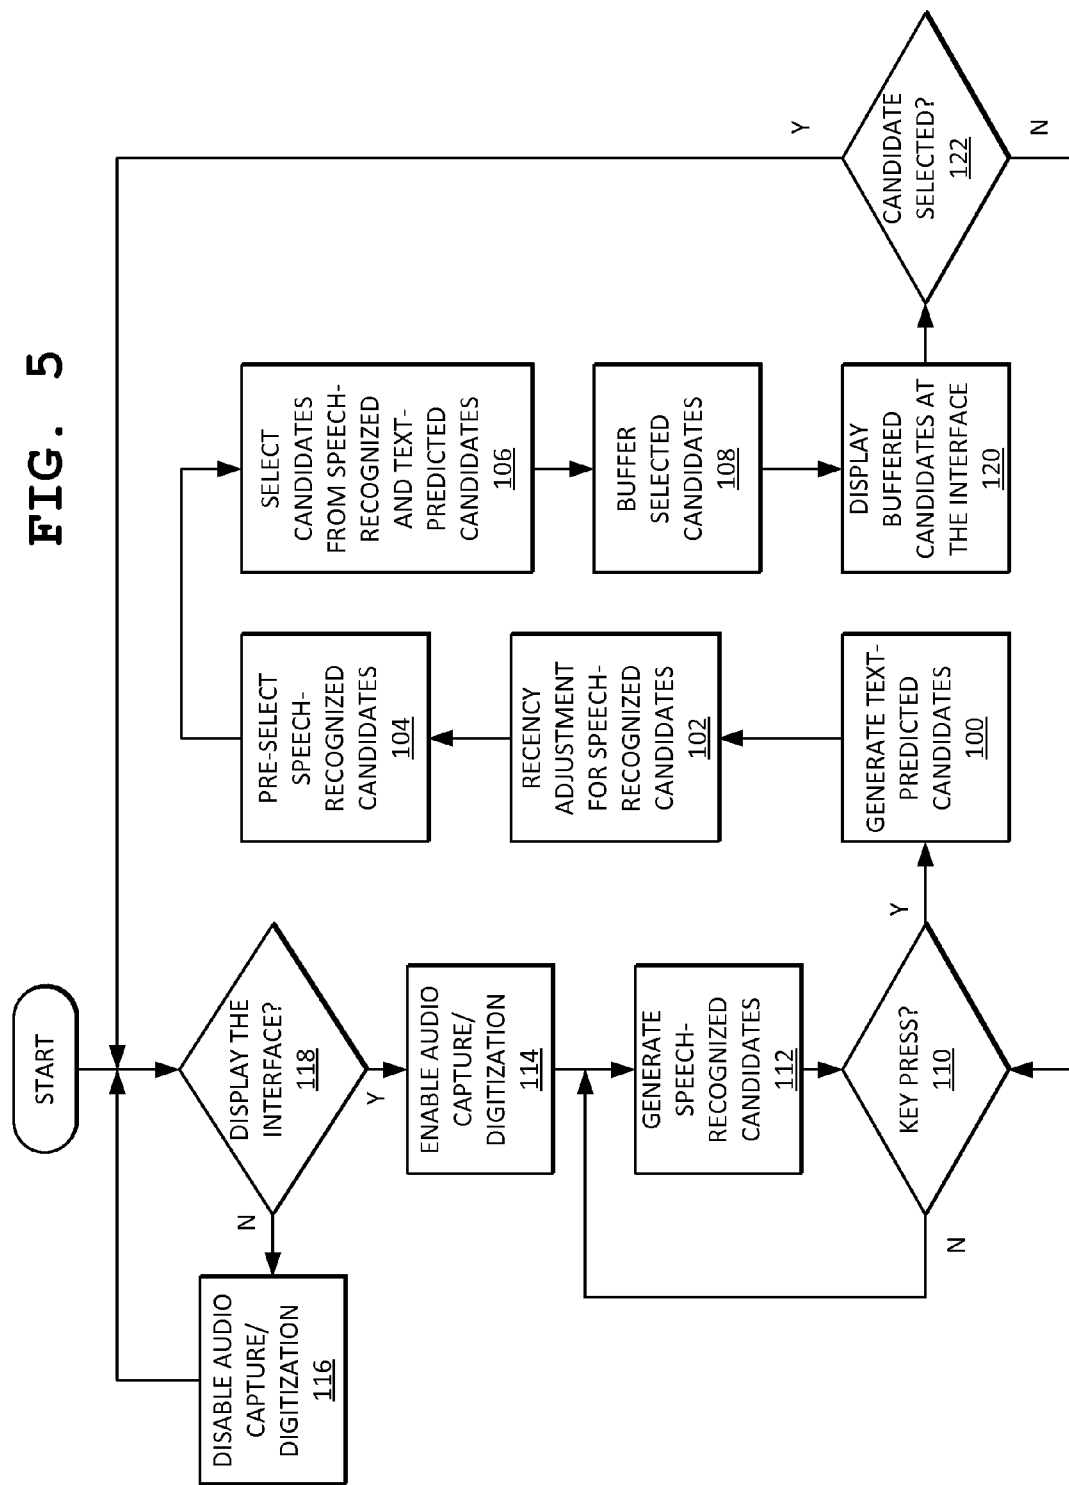 FIG. 5
START
DISPLAY THE
INTERFACE?
118
N
Y
DISABLE AUDIO
CAPTURE/
DIGITIZATION
116
ENABLE AUDIO
CAPTURE/
DIGITIZATION
114
GENERATE
SPEECH-
RECOGNIZED
CANDIDATES
112
KEY PRESS?
110
N
Y
GENERATE TEXT-
PREDICTED
CANDIDATES
100
RECENCY
ADJUSTMENT
FOR SPEECH-
RECOGNIZED
CANDIDATES
102
PRE-SELECT
SPEECH-
RECOGNIZED
CANDIDATES
104
SELECT
CANDIDATES
FROM SPEECH-
RECOGNIZED
AND TEXT-
PREDICTED
CANDIDATES
106
BUFFER
SELECTED
CANDIDATES
108
DISPLAY
BUFFERED
CANDIDATES AT
THE INTERFACE
120
CANDIDATE
SELECTED?
122
Y
N